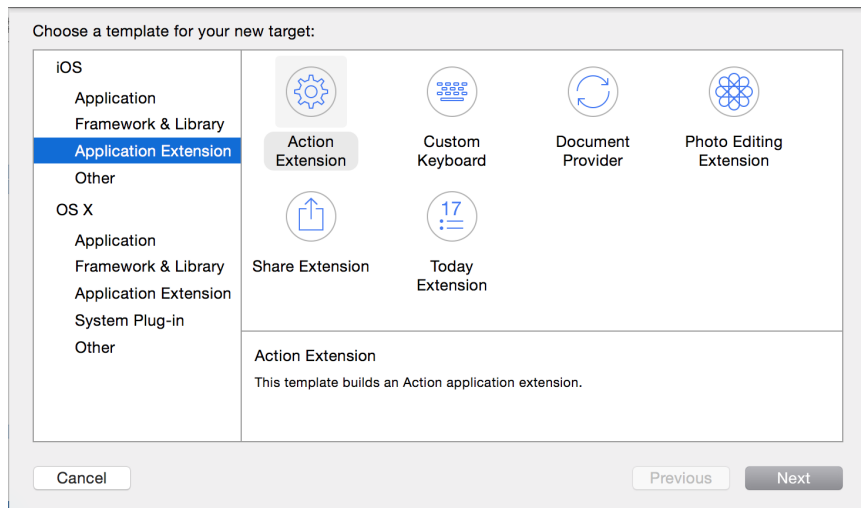 Choose a template for your new target:
iOS
Application
Framework & Library
Application Extension
Other
OS X
Application
Framework & Library
Application Extension
System Plug-in
Other
Action
Extension
Custom
Keyboard
Document
Provider
Photo Editing
Extension
Share Extension
17
Today
Extension
Action Extension
This template builds an Action application extension.
Cancel
Previous
Next